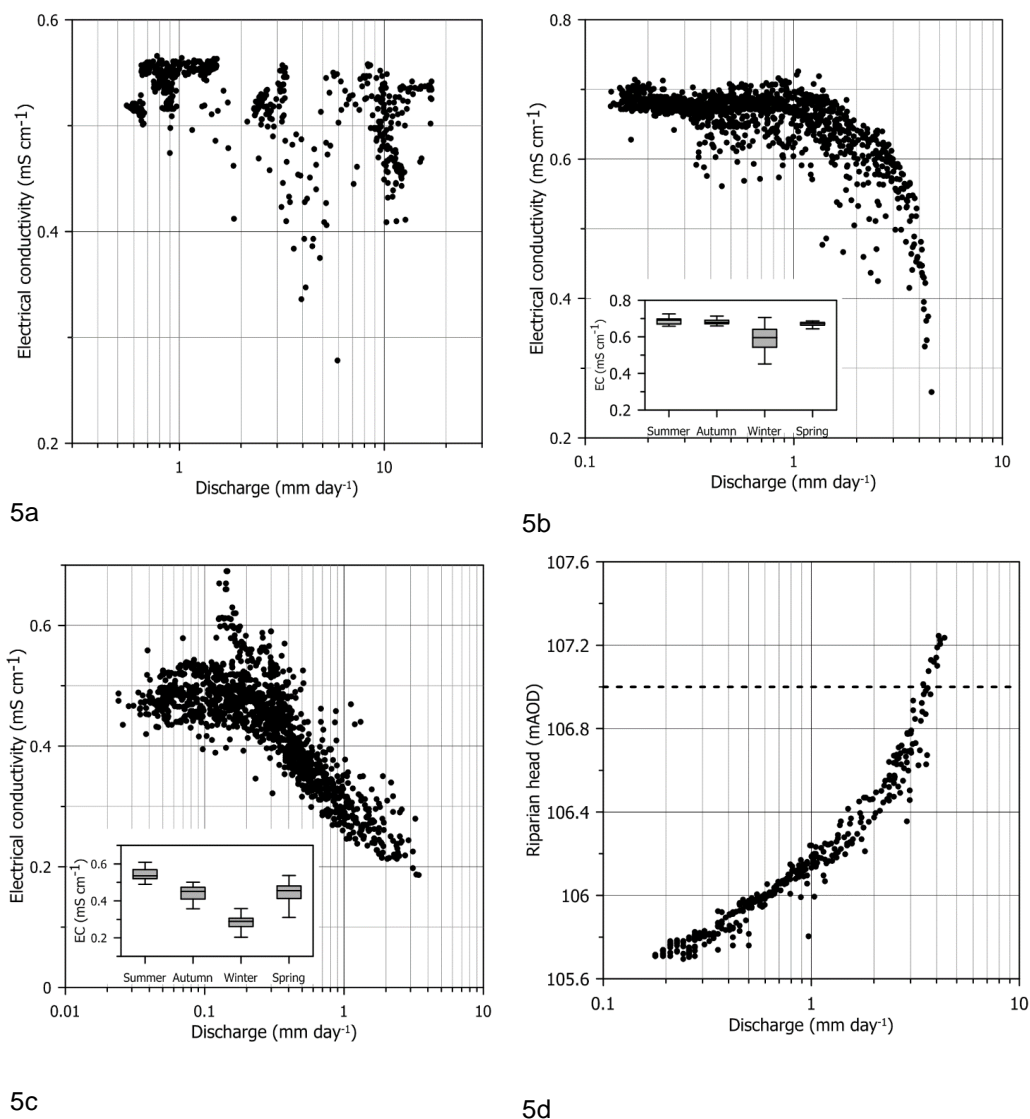 0.6
0.4
0.2
Electrical conductivity (mS cm-1)
1
10
Discharge (mm day-1)
5a
0.8
0.6
0.4
0.2
Electrical conductivity (mS cm-1)
0.8
0.6
0.4
0.2
EC (mS cm-1)
Summer Autumn Winter Spring
0.1
1
10
Discharge (mm day-1)
5b
0.6
0.4
0.2
0
Electrical conductivity (mS cm-1)
0.6
0.4
0.2
EC (mS cm-1)
Summer Autumn Winter Spring
0.01
0.1
1
10
Discharge (mm day-1)
5c
107.6
107.2
106.8
106.4
106
105.6
Riparian head (mAOD)
0.1
1
10
Discharge (mm day-1)
5d